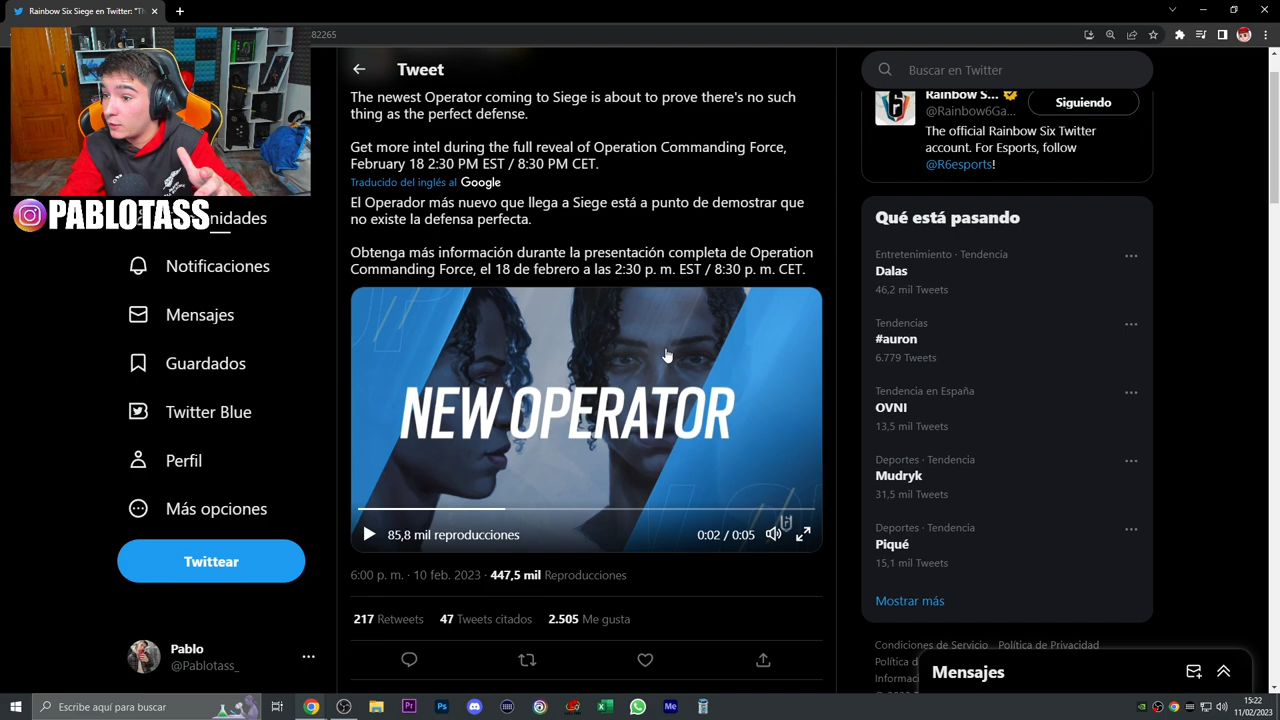 Rainbow Six Siege en Twitter: "Th
82265
PABLOTASS
Notificaciones
Mensajes
Guardados
Twitter Blue
Perfil
Más opciones
Twittear
Pablo
@Pablotass_
Tweet
The newest Operator coming to Siege is about to prove there's no such
thing as the perfect defense.
Get more intel during the full reveal of Operation Commanding Force,
February 18 2:30 PM EST / 8:30 PM CET.
Traducido del inglés al Google
El Operador más nuevo que llega a Siege está a punto de demostrar que
no existe la defensa perfecta.
Obtenga más información durante la presentación completa de Operation
Commanding Force, el 18 de febrero a las 2:30 p. m. EST / 8:30 p. m. CET.
NEW OPERATOR
85,8 mil reproducciones
0:02 / 0:05
6:00 p. m. · 10 feb. 2023 · 447,5 mil Reproducciones
217 Retweets 47 Tweets citados 2.505 Me gusta
Buscar en Twitter
Rainbow S...
@Rainbow6Ga...
Siguiendo
The official Rainbow Six Twitter
account. For Esports, follow
@R6esports!
Qué está pasando
Entretenimiento · Tendencia
Dalas
46,2 mil Tweets
Tendencias
#auron
6.779 Tweets
Tendencia en España
OVNI
13,5 mil Tweets
Deportes · Tendencia
Mudryk
31,5 mil Tweets
Deportes · Tendencia
Piqué
15,1 mil Tweets
Mostrar más
Condiciones de Servicio Política de Privacidad
Mensajes
Escribe aquí para buscar
15:22
11/02/2023